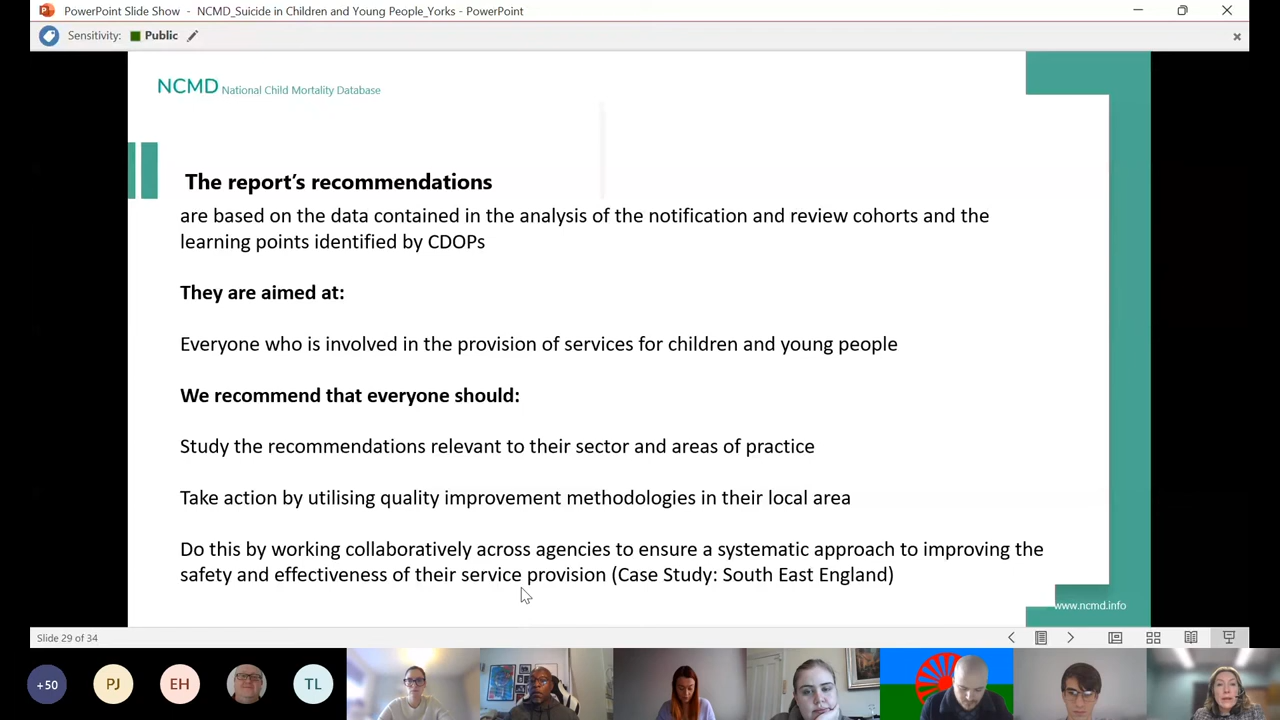 PowerPoint Slide Show - NCMD_Suicide in Children and Young People_Yorks - PowerPoint
Sensitivity: Public
NCMD National Child Mortality Database
The report's recommendations
are based on the data contained in the analysis of the notification and review cohorts and the
learning points identified by CDOPs
They are aimed at:
Everyone who is involved in the provision of services for children and young people
We recommend that everyone should:
Study the recommendations relevant to their sector and areas of practice
Take action by utilising quality improvement methodologies in their local area
Do this by working collaboratively across agencies to ensure a systematic approach to improving the
safety and effectiveness of their service provision (Case Study: South East England)
www.ncmd.info
Slide 29 of 34
+50
PJ
EH
TL